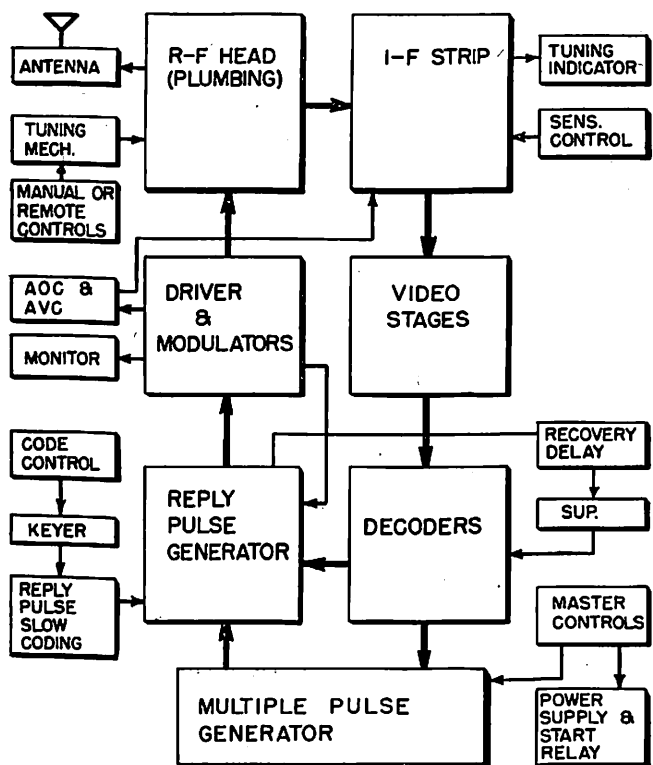 R-F HEAD
(PLUMBING)
I-F STRIP
ANTENNA
TUNING
INDICATOR
TUNING
MECH.
SENS.
CONTROL
MANUAL OR
REMOTE
CONTROLS
AOC &
AVC
DRIVER
&
MODULATORS
VIDEO
STAGES
MONITOR
CODE
CONTROL
RECOVERY
DELAY
REPLY
PULSE
GENERATOR
DECODERS
KEYER
SUP.
REPLY
PULSE
SLOW
CODING
MASTER
CONTROLS
MULTIPLE PULSE
GENERATOR
POWER
SUPPLY &
START
RELAY